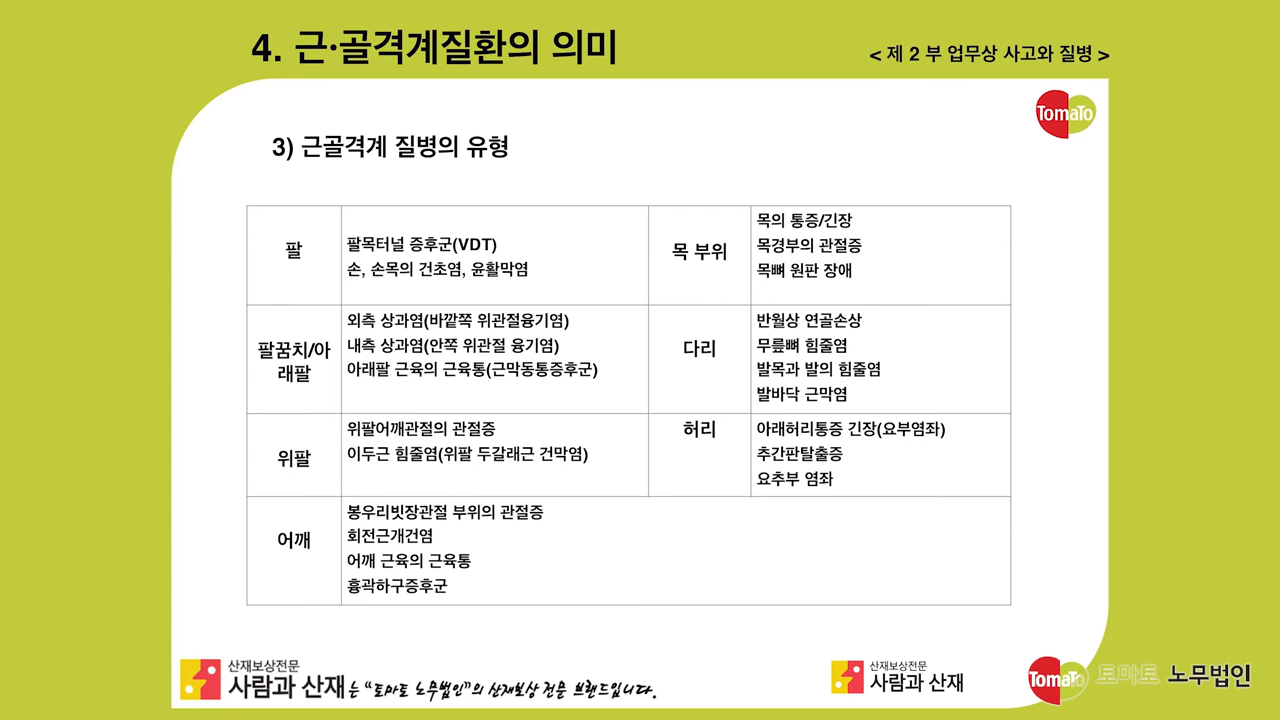 4. 근·골격계질환의 의미
< 제 2 부 업무상 사고와 질병 >
TomaTo
3) 근골격계 질병의 유형
팔
팔목터널 증후군(VDT)
손, 손목의 건초염, 윤활막염
목 부위
목의 통증/긴장
목경부의 관절증
목뼈 원판 장애
팔꿈치/아
래팔
외측 상과염(바깥쪽 위관절융기염)
내측 상과염(안쪽 위관절 융기염)
아래팔 근육의 근육통(근막동통증후군)
다리
반월상 연골손상
무릎뼈 힘줄염
발목과 발의 힘줄염
발바닥 근막염
위팔
위팔어깨관절의 관절증
이두근 힘줄염(위팔 두갈래근 건막염)
허리
아래허리통증 긴장(요부염좌)
추간판탈출증
요추부 염좌
어깨
봉우리빗장관절 부위의 관절증
회전근개건염
어깨 근육의 근육통
흉곽하구증후군
산재보상전문
사람과 산재는 "토마토 노무법인"의 산재보상 전문 브랜드입니다.
산재보상전문
사람과 산재
TomaTo 토마토 노무법인